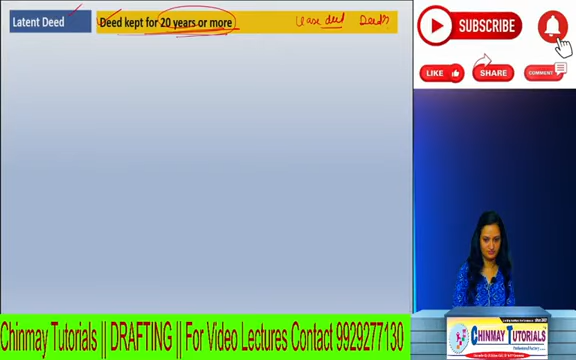 Latent Deed
Deed kept for 20 years or more
Lease deed Deeds
SUBSCRIBE
LIKE
SHARE
COMMENT
CHINMAY TUTORIALS
Chinmay Tutorials || DRAFTING || For Video Lectures Contact 9929277130